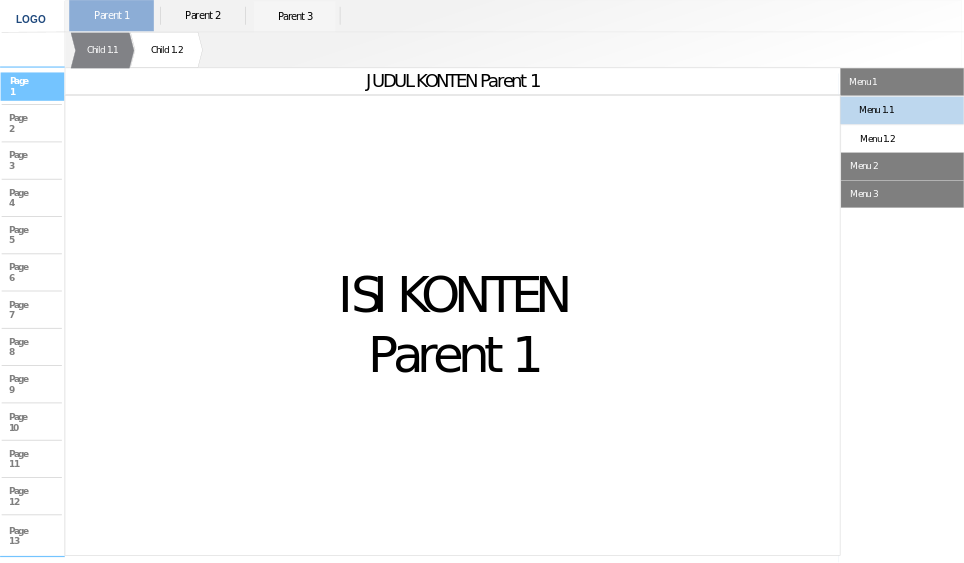 LOGO
Parent 1
Parent 2
Parent 3
Child 1.1
Child 1.2
Page
1
Page
2
Page
3
Page
4
Page
5
Page
6
Page
7
Page
8
Page
9
Page
10
Page
11
Page
12
Page
13
JUDUL KONTEN Parent 1
ISI KONTEN
Parent 1
Menu 1
Menu 1.1
Menu 1.2
Menu 2
Menu 3